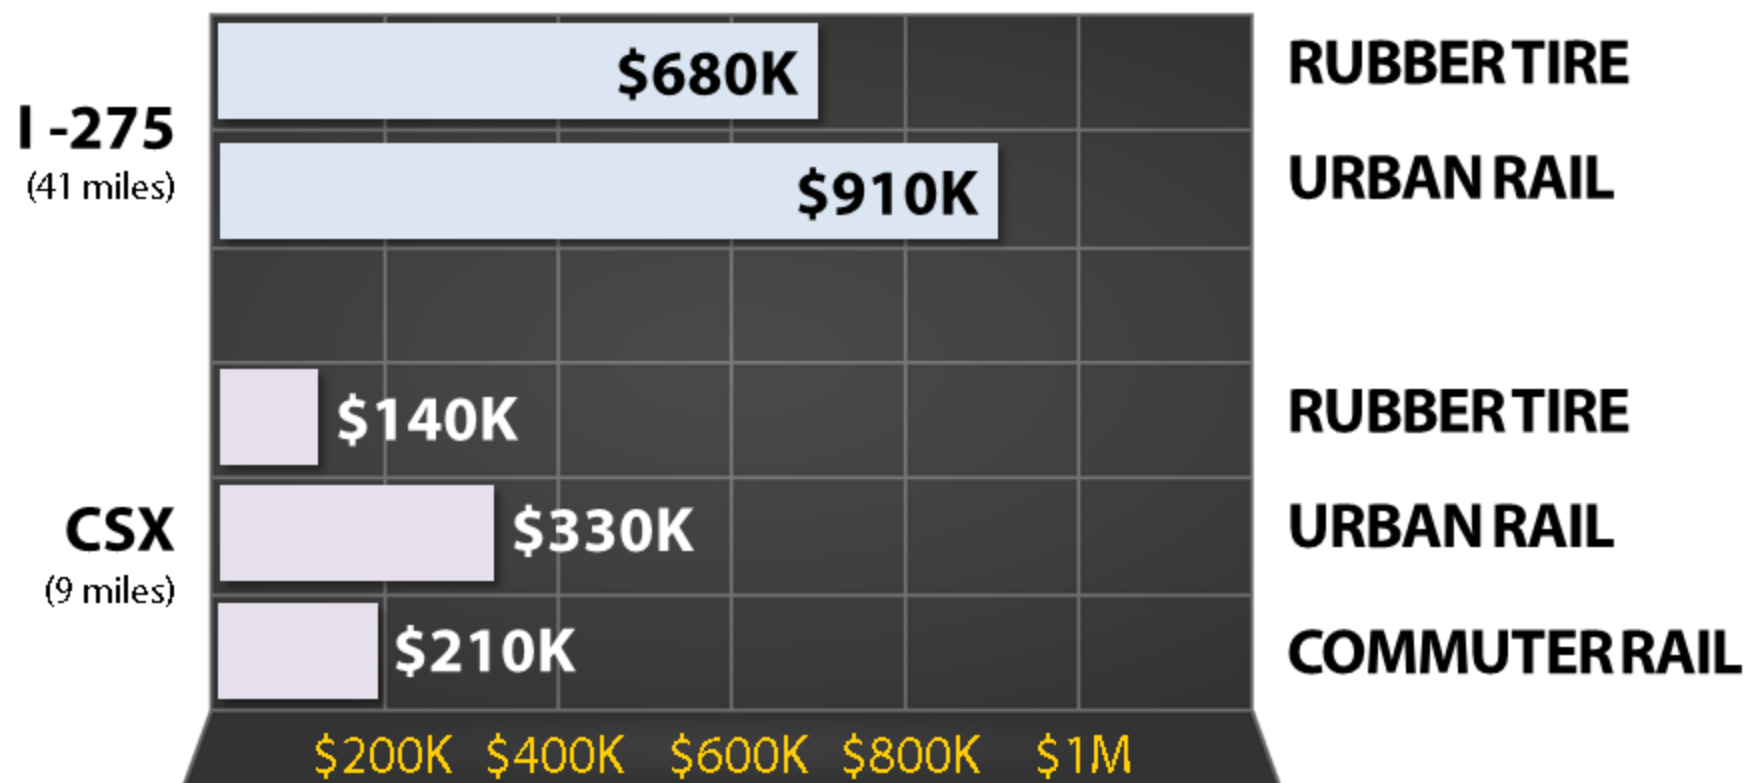 $680K
RUBBER TIRE
I -275
(41 miles)
$910K
URBAN RAIL
$140K
RUBBER TIRE
CSX
(9 miles)
$330K
URBAN RAIL
$210K
COMMUTER RAIL
$200K $400K $600K $800K $1M